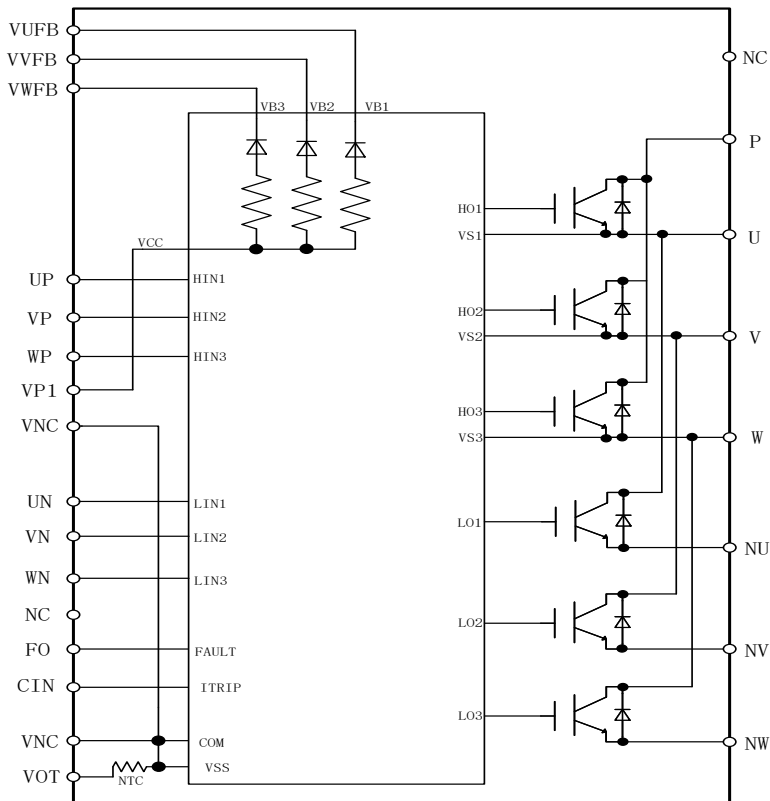 VUFB
VVFB
VWFB
VB3 VB2 VB1
NC
P
HO1
VS1
U
VCC
UP HIN1
VP HIN2
HO2
VS2
V
WP HIN3
VP1
HO3
VS3
W
VNC
UN LIN1
LO1
VN LIN2
NU
WN LIN3
NC
LO2
FO FAULT
NV
CIN ITRIP
LO3
VNC COM
NW
VSS
VOT NTC